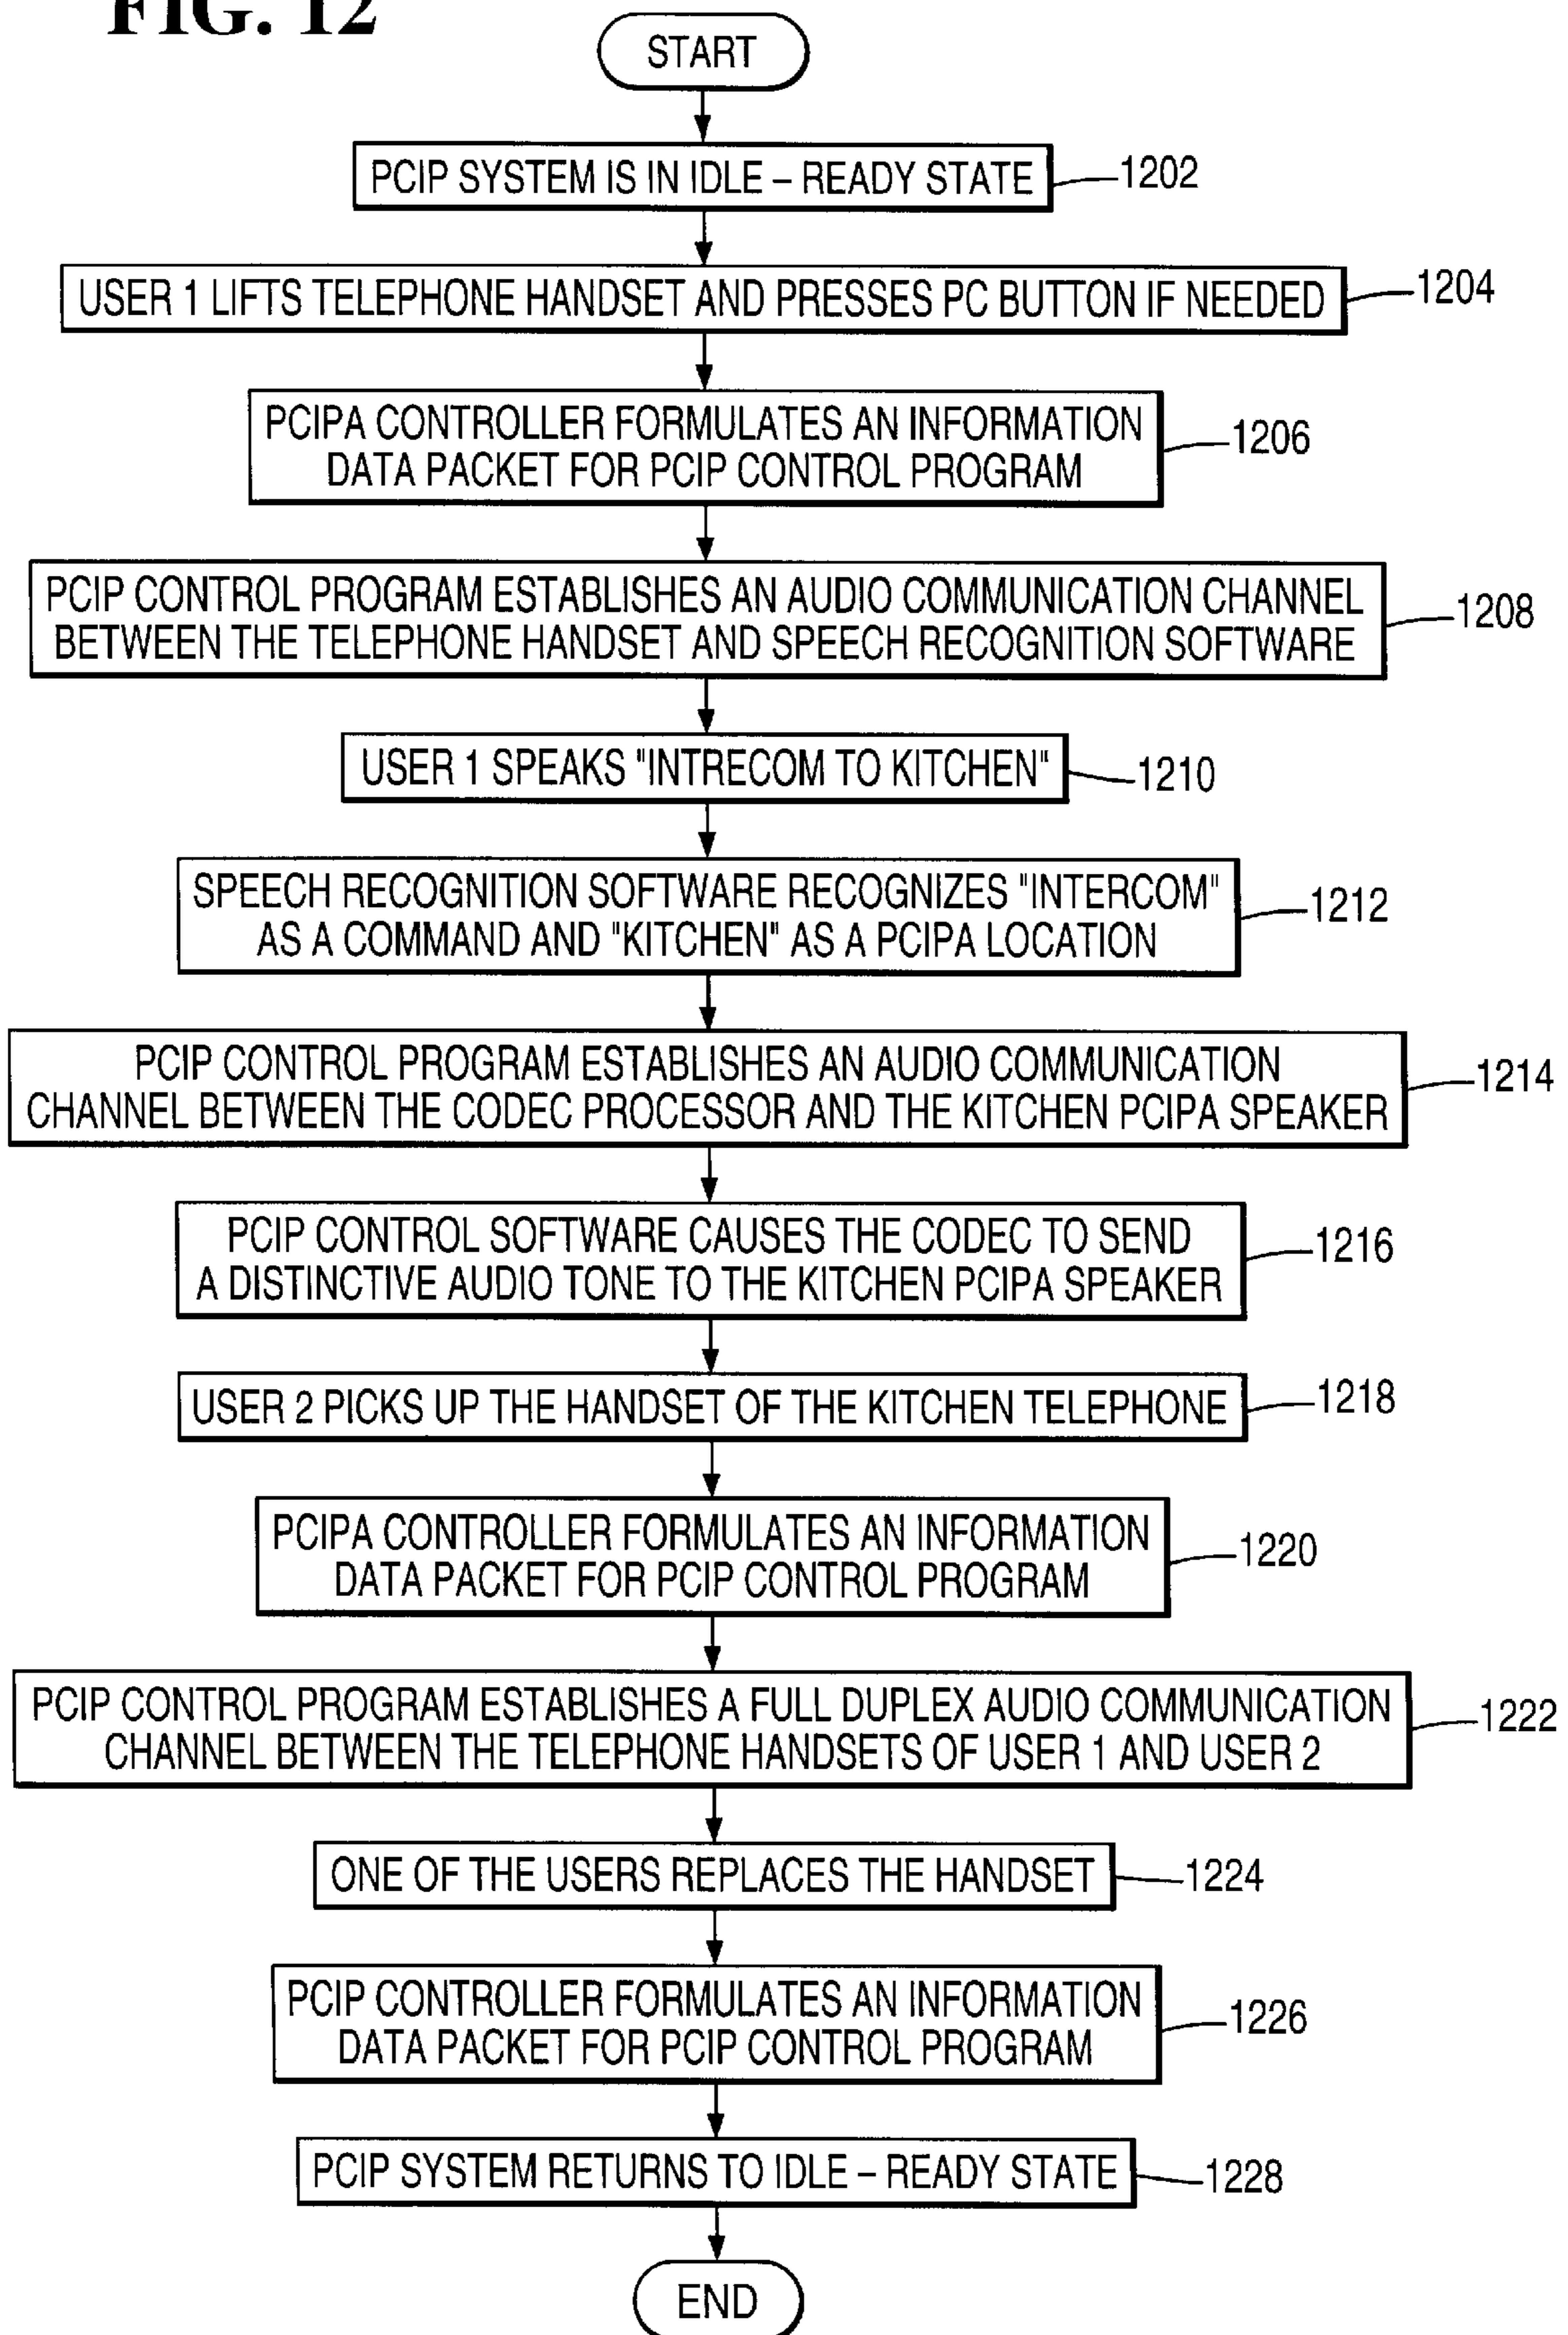 FIG. 12
START
PCIP SYSTEM IS IN IDLE – READY STATE
1202
USER 1 LIFTS TELEPHONE HANDSET AND PRESSES PC BUTTON IF NEEDED
1204
PCIPA CONTROLLER FORMULATES AN INFORMATION
DATA PACKET FOR PCIP CONTROL PROGRAM
1206
PCIP CONTROL PROGRAM ESTABLISHES AN AUDIO COMMUNICATION CHANNEL
BETWEEN THE TELEPHONE HANDSET AND SPEECH RECOGNITION SOFTWARE
1208
USER 1 SPEAKS "INTRECOM TO KITCHEN"
1210
SPEECH RECOGNITION SOFTWARE RECOGNIZES "INTERCOM"
AS A COMMAND AND "KITCHEN" AS A PCIPA LOCATION
1212
PCIP CONTROL PROGRAM ESTABLISHES AN AUDIO COMMUNICATION
CHANNEL BETWEEN THE CODEC PROCESSOR AND THE KITCHEN PCIPA SPEAKER
1214
PCIP CONTROL SOFTWARE CAUSES THE CODEC TO SEND
A DISTINCTIVE AUDIO TONE TO THE KITCHEN PCIPA SPEAKER
1216
USER 2 PICKS UP THE HANDSET OF THE KITCHEN TELEPHONE
1218
PCIPA CONTROLLER FORMULATES AN INFORMATION
DATA PACKET FOR PCIP CONTROL PROGRAM
1220
PCIP CONTROL PROGRAM ESTABLISHES A FULL DUPLEX AUDIO COMMUNICATION
CHANNEL BETWEEN THE TELEPHONE HANDSETS OF USER 1 AND USER 2
1222
ONE OF THE USERS REPLACES THE HANDSET
1224
PCIP CONTROLLER FORMULATES AN INFORMATION
DATA PACKET FOR PCIP CONTROL PROGRAM
1226
PCIP SYSTEM RETURNS TO IDLE – READY STATE
1228
END